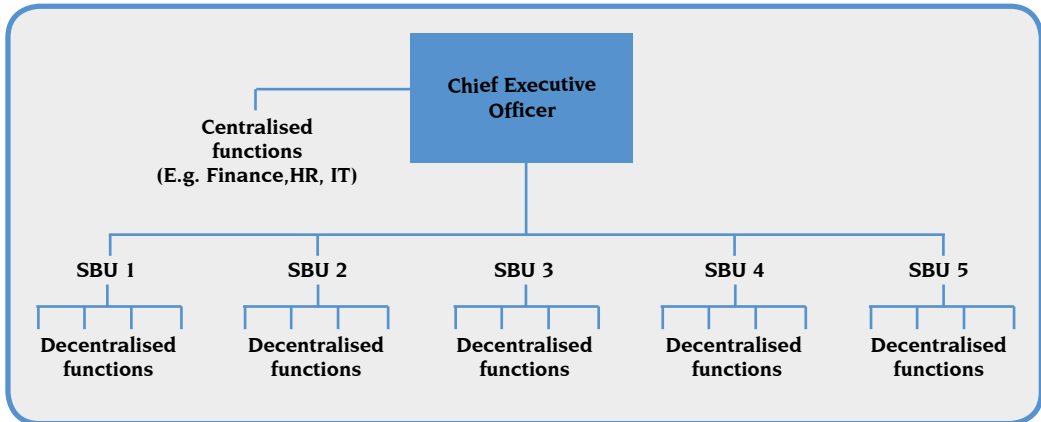 Chief Executive
Officer
Centralised
functions
(E.g. Finance,HR, IT)
SBU 1
SBU 2
SBU 3
SBU 4
SBU 5
Decentralised
functions
Decentralised
functions
Decentralised
functions
Decentralised
functions
Decentralised
functions